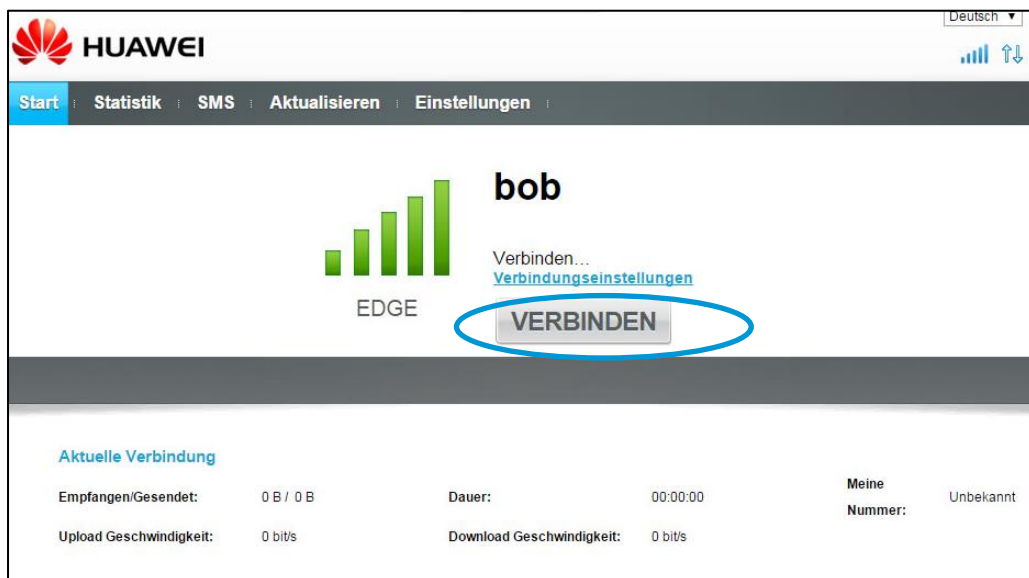 Deutsch
HUAWEI
Start Statistik SMS Aktualisieren Einstellungen
bob
Verbinden...
Verbindungseinstellungen
EDGE
VERBINDEN
Aktuelle Verbindung
Empfangen/Gesendet: 0 B / 0 B Dauer: 00:00:00 Meine Nummer: Unbekannt
Upload Geschwindigkeit: 0 bit/s Download Geschwindigkeit: 0 bit/s